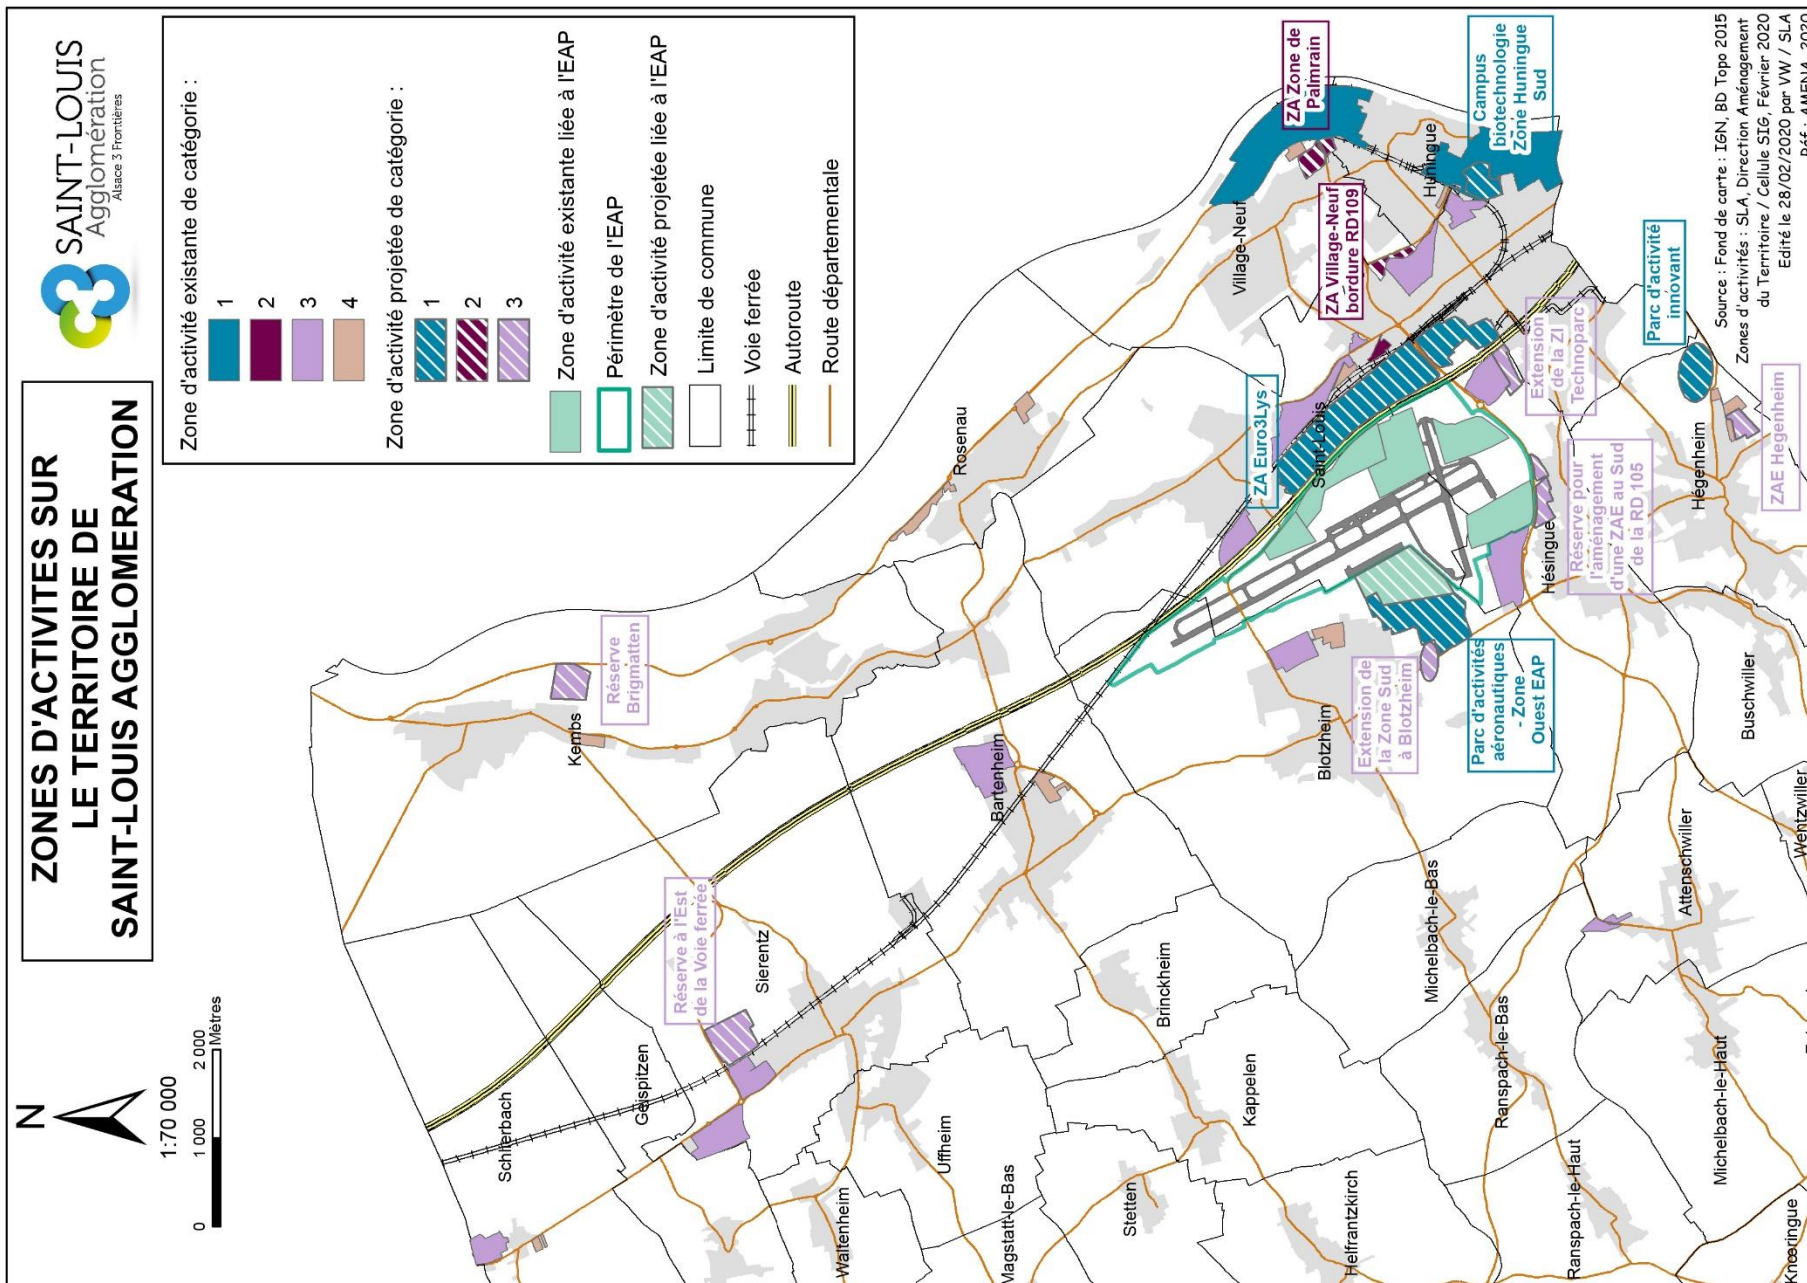 N
1:70 000
0 1 000 2 000
Mètres
ZONES D'ACTIVITES SUR
LE TERRITOIRE DE
SAINT-LOUIS AGGLOMERATION
SAINT-LOUIS
Agglomération
Alsace 3 Frontières
Zone d'activité existante de catégorie :
1
2
3
4
Zone d'activité projetée de catégorie :
1
2
3
Zone d'activité existante liée à l'EAP
Périmètre de l'EAP
Zone d'activité projetée liée à l'EAP
Limite de commune
Voie ferrée
Autoroute
Route départementale
Schlierbach
Geispitzen
Réserve à l'Est
de la Voie ferrée
Sierentz
Kembs
Réserve
Brigmatten
Waltenheim
Uffheim
Bartenheim
Rosenau
Magstatt-le-Bas
Stetten
Brinckheim
Kappelen
Helfrantzkirch
Blotzheim
ZA Euro3Lys
Saint-Louis
Village-Neuf
ZA Zone de
Palmrain
ZA Village-Neuf
bordure RD109
Huningue
Campus
biotechnologie
Zone Huningue
Sud
Extension de
la Zone Sud
à Blotzheim
Parc d'activités
aéronautiques
- Zone
Ouest EAP
Michelbach-le-Bas
Ranspach-le-Bas
Ranspach-le-Haut
Hésingue
Réserve pour
l'aménagement
d'une ZAE au Sud
de la RD 105
Extension
de la ZI
Technoparc
Parc d'activité
innovant
Hégenheim
ZAE Hegenheim
Buschwiller
Attenschwiller
Michelbach-le-Haut
Wentzwiller
Knœringue
Source : Fond de carte : IGN, BD Topo 2015
Zones d'activités : SLA, Direction Aménagement
du Territoire / Cellule SIG, Février 2020
Edité le 28/02/2020 par VW / SLA
Réf : AMENA_2020